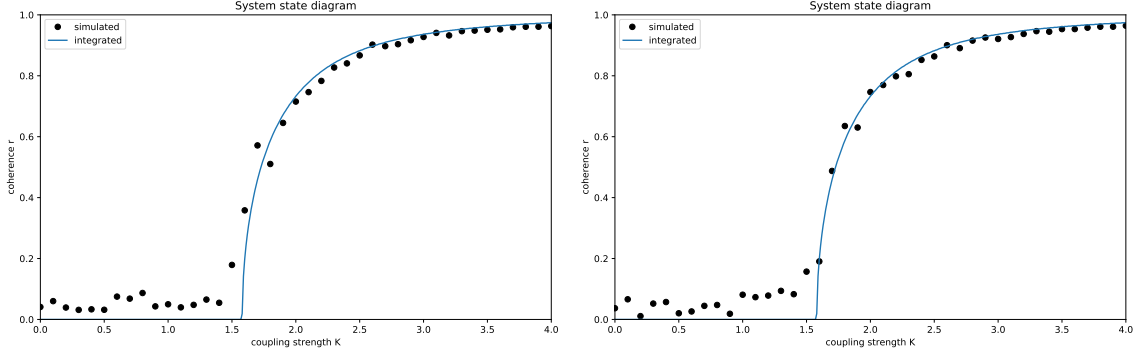 System state diagram
simulated
integrated
coherence r
1.0
0.8
0.6
0.4
0.2
0.0
0.0 0.5 1.0 1.5 2.0 2.5 3.0 3.5 4.0
coupling strength K
System state diagram
simulated
integrated
coherence r
1.0
0.8
0.6
0.4
0.2
0.0
0.0 0.5 1.0 1.5 2.0 2.5 3.0 3.5 4.0
coupling strength K